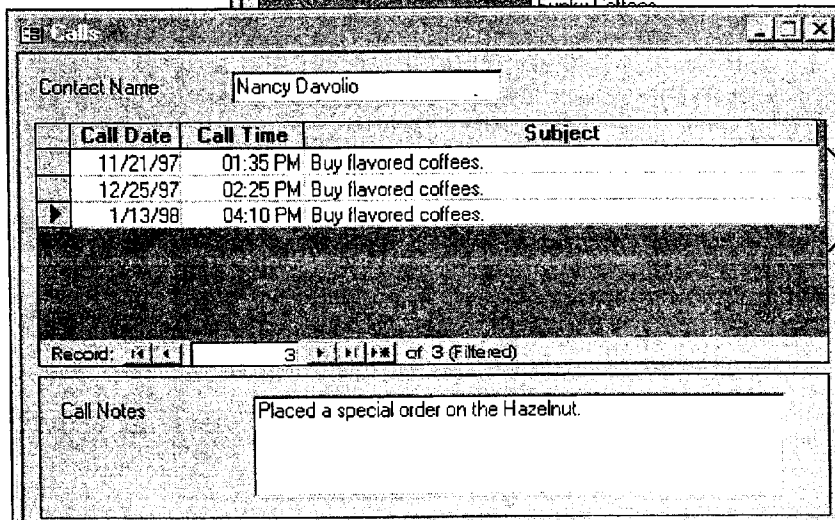 Calls
Contact Name Nancy Davolio
Call Date Call Time Subject
11/21/97 01:35 PM Buy flavored coffees.
12/25/97 02:25 PM Buy flavored coffees.
1/13/98 04:10 PM Buy flavored coffees.
Record: 3 of 3 (Filtered)
Call Notes Placed a special order on the Hazelnut.